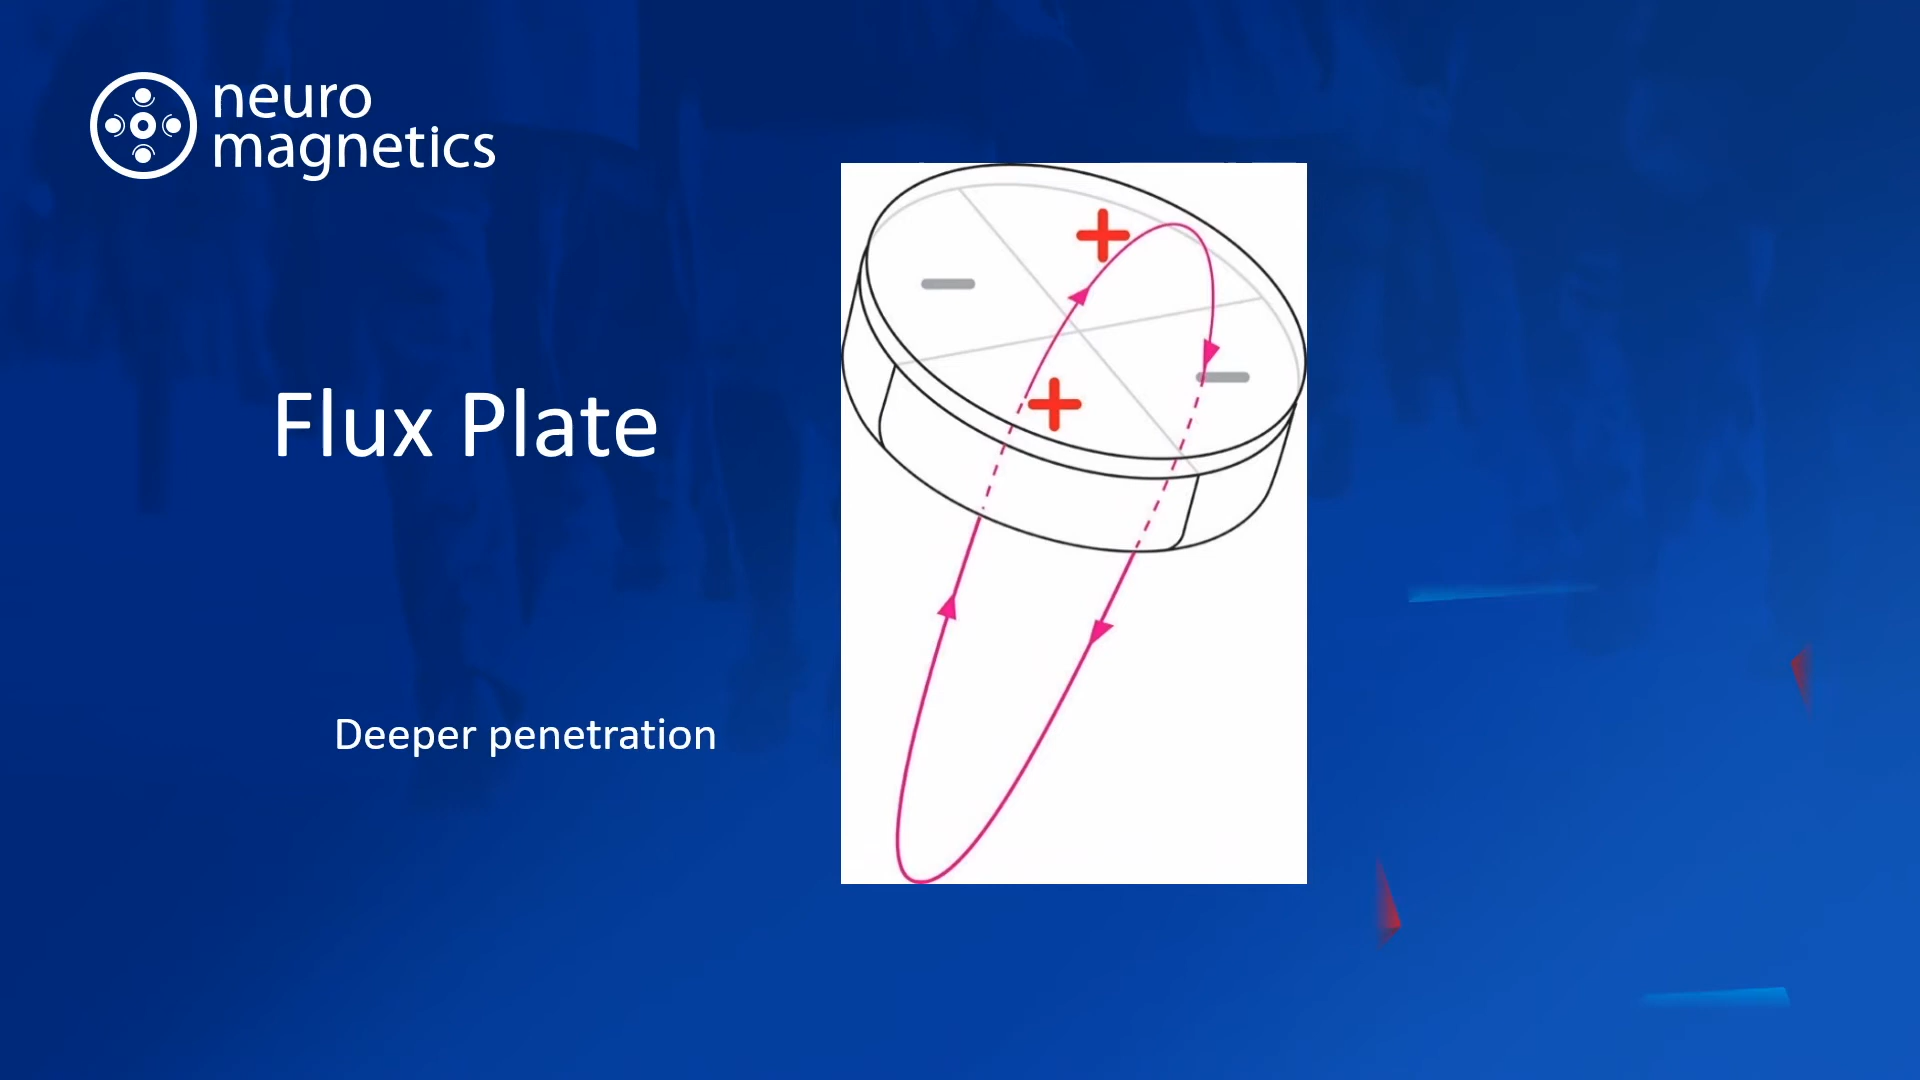 neuro
magnetics
Flux Plate
Deeper penetration
+
−
+
−